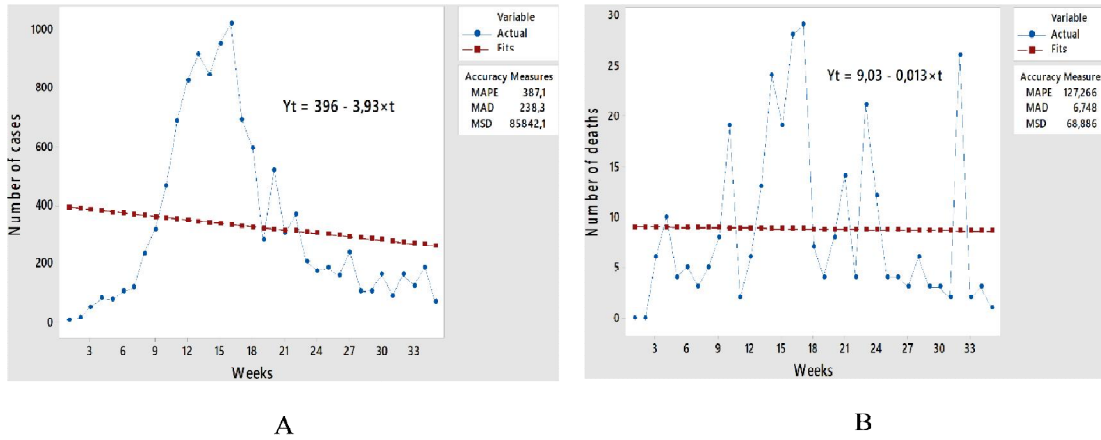 1000
800
600
400
200
0
Number of cases
Yt = 396 - 3,93×t
3 6 9 12 15 18 21 24 27 30 33
Weeks
Variable
Actual
Fits
Accuracy Measures
MAPE 387,1
MAD 238,3
MSD 85842,1
A
30
25
20
15
10
5
0
Number of deaths
Yt = 9,03 - 0,013×t
3 6 9 12 15 18 21 24 27 30 33
Weeks
Variable
Actual
Fits
Accuracy Measure
MAPE 127,266
MAD 6,748
MSD 68,886
B